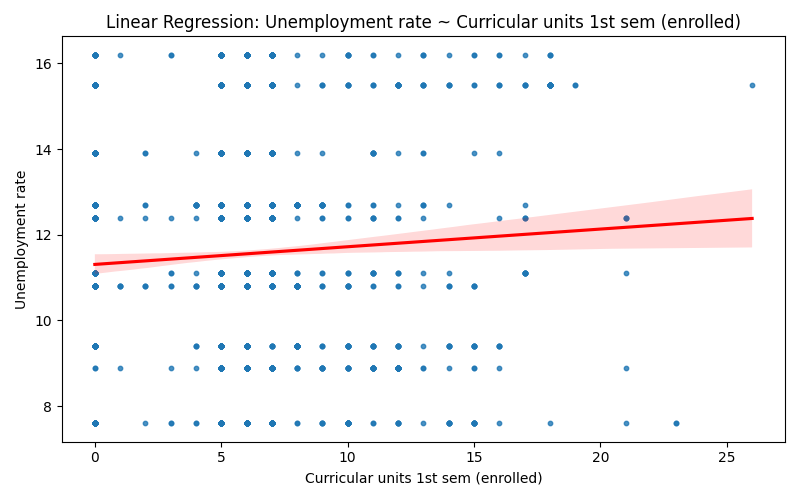 Linear Regression: Unemployment rate ~ Curricular units 1st sem (enrolled)
16
14
12
10
8
Unemployment rate
0 5 10 15 20 25
Curricular units 1st sem (enrolled)